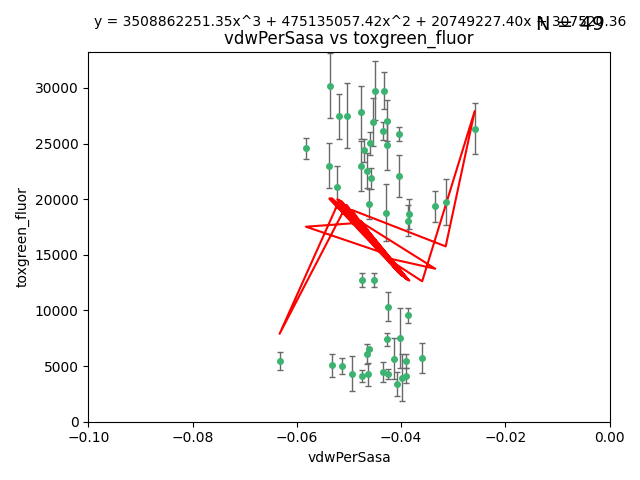 y = 3508862251.35x^3 + 475135057.42x^2 + 20749227.40x + 307520.36
N = 49
vdwPerSasa vs toxgreen_fluor
30000
25000
20000
15000
10000
5000
0
toxgreen_fluor
−0.10 −0.08 −0.06 −0.04 −0.02 0.00
vdwPerSasa